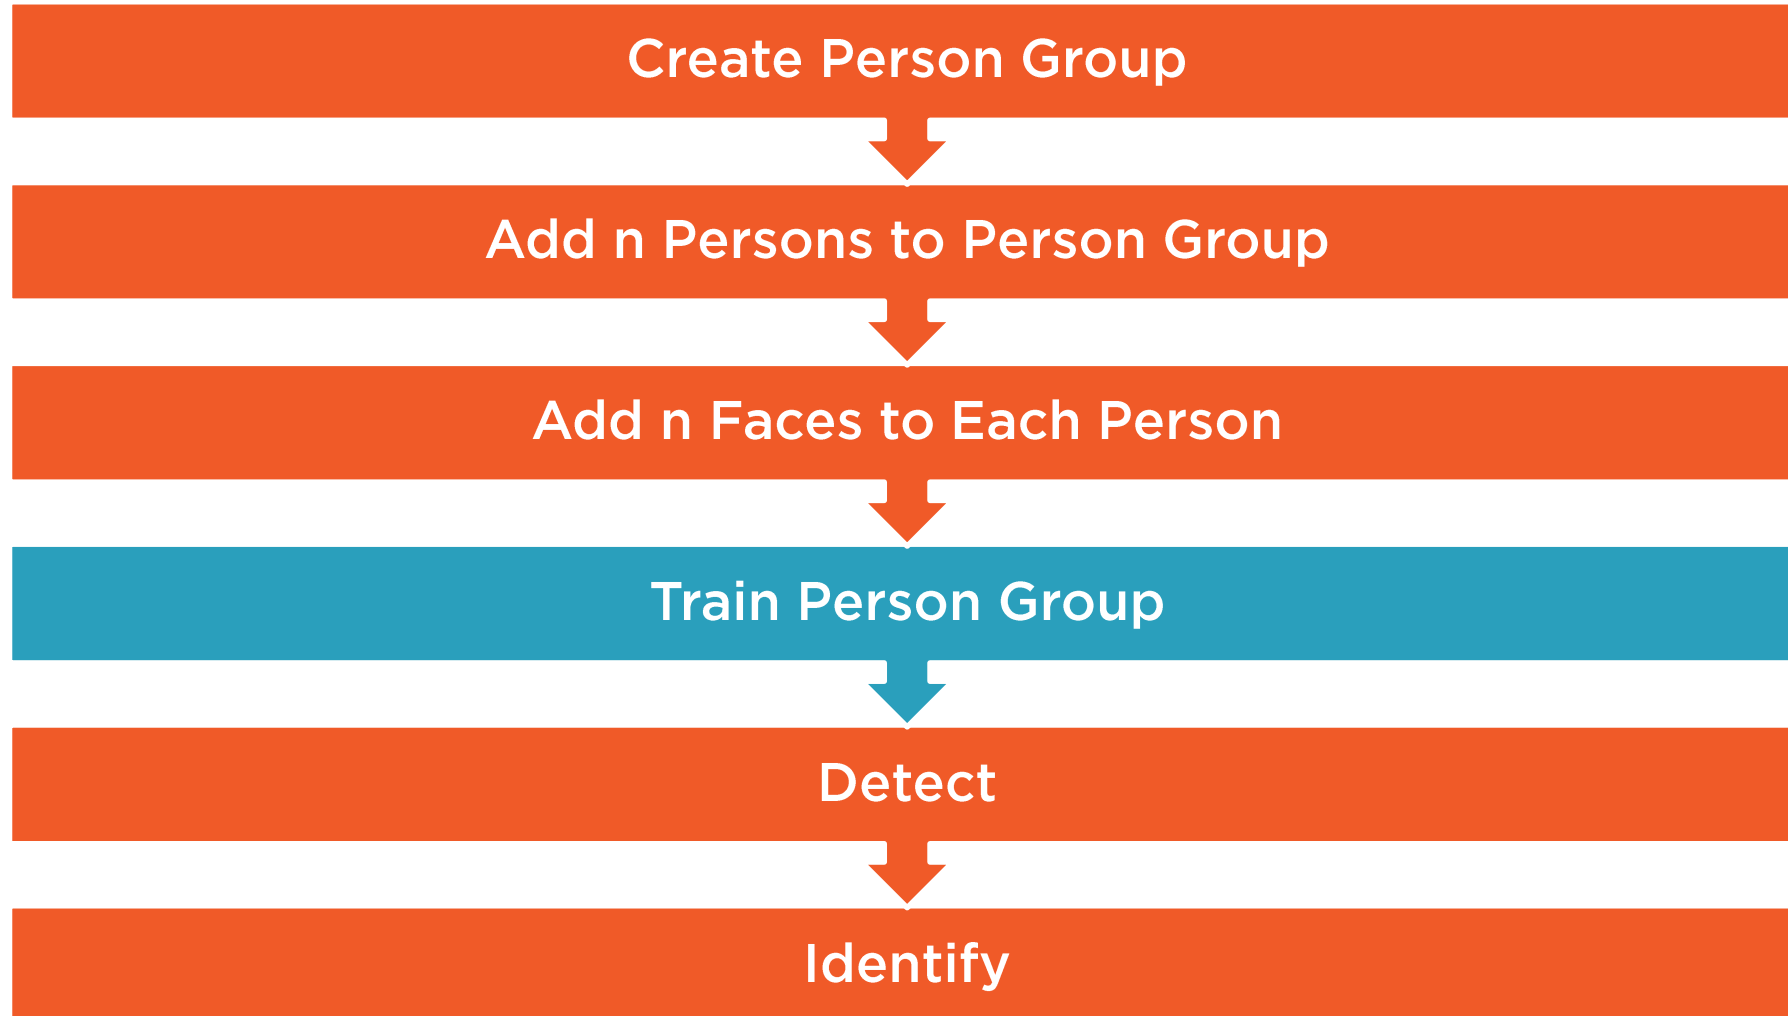 Create Person Group
Add n Persons to Person Group
Add n Faces to Each Person
Train Person Group
Detect
Identify